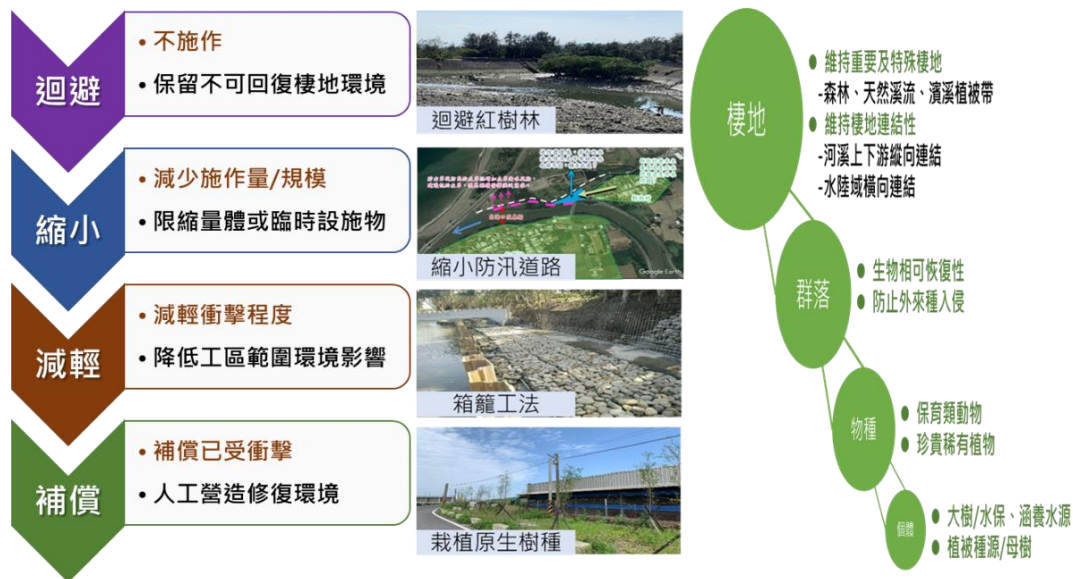 迴避
• 不施作
• 保留不可回復棲地環境
迴避紅樹林
縮小
• 減少施作量/規模
• 限縮量體或臨時設施物
縮小防汛道路
Google Earth
減輕
• 減輕衝擊程度
• 降低工區範圍環境影響
箱籠工法
補償
• 補償已受衝擊
• 人工營造修復環境
栽植原生樹種
棲地
● 維持重要及特殊棲地
-森林、天然溪流、濱溪植被帶
● 維持棲地連結性
-河溪上下游縱向連結
-水陸域橫向連結
群落
● 生物相可恢復性
● 防止外來種入侵
物種
● 保育類動物
● 珍貴稀有植物
個體
● 大樹/水保、涵養水源
● 植被種源/母樹